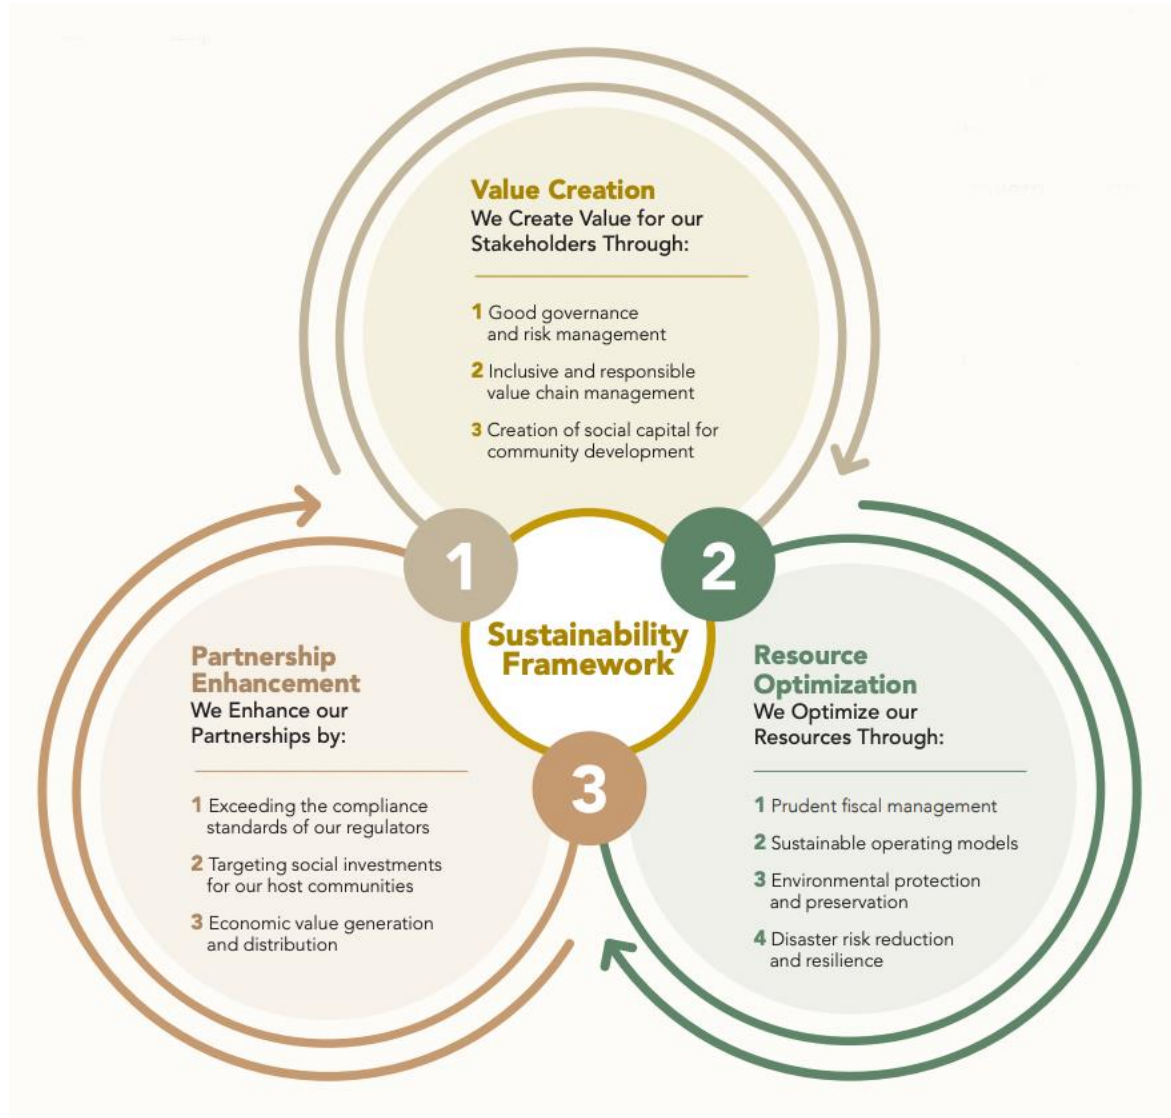 Value Creation
We Create Value for our
Stakeholders Through:
1 Good governance
and risk management
2 Inclusive and responsible
value chain management
3 Creation of social capital for
community development
1
2
Sustainability
Framework
3
Partnership
Enhancement
We Enhance our
Partnerships by:
1 Exceeding the compliance
standards of our regulators
2 Targeting social investments
for our host communities
3 Economic value generation
and distribution
Resource
Optimization
We Optimize our
Resources Through:
1 Prudent fiscal management
2 Sustainable operating models
3 Environmental protection
and preservation
4 Disaster risk reduction
and resilience